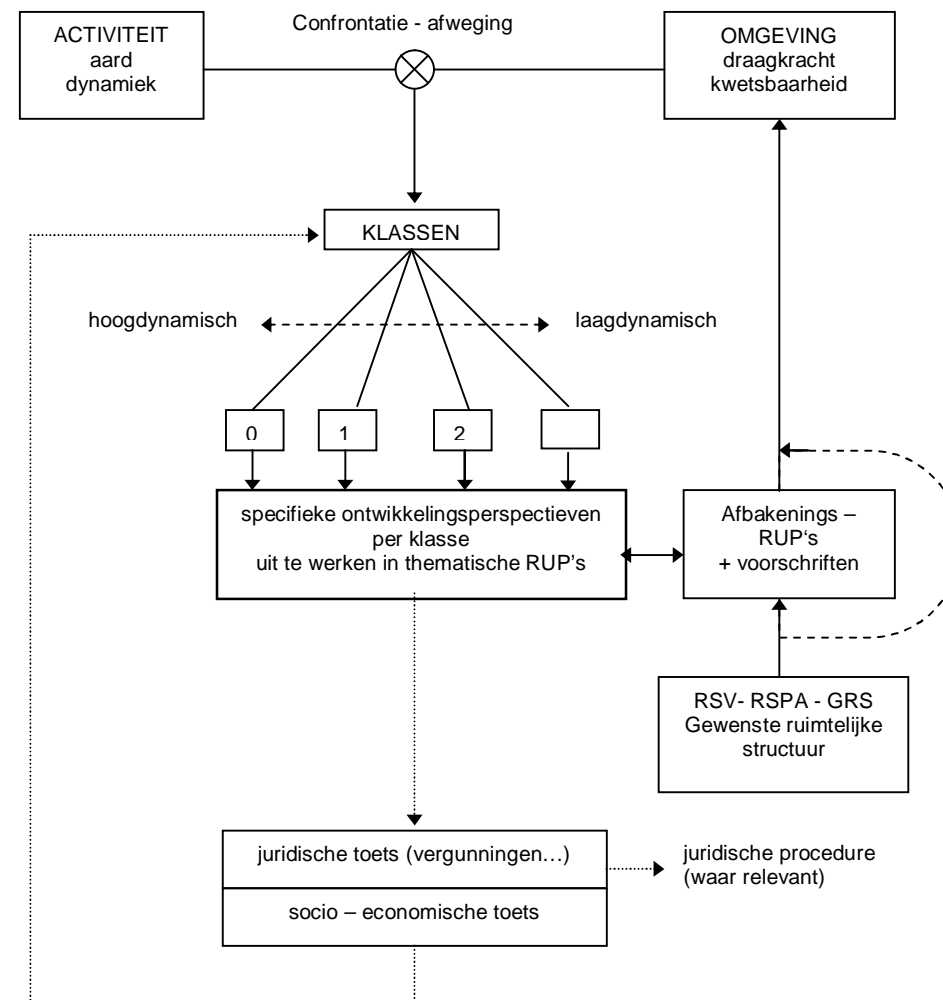 Confrontatie - afweging
ACTIVITEIT
aard
dynamiek
OMGEVING
draagkracht
kwetsbaarheid
KLASSEN
hoogdynamisch
laagdynamisch
0
1
2
specifieke ontwikkelingsperspectieven
per klasse
uit te werken in thematische RUP's
Afbakenings –
RUP‘s
+ voorschriften
RSV- RSPA - GRS
Gewenste ruimtelijke
structuur
juridische toets (vergunningen…)
socio – economische toets
juridische procedure
(waar relevant)